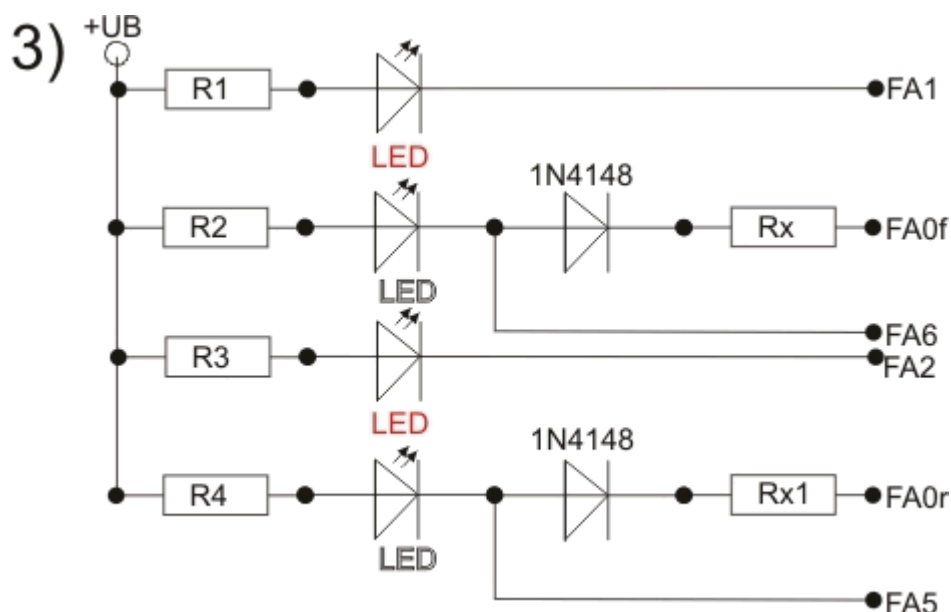 3)
+UB
R1
FA1
LED
1N4148
R2
Rx
FA0f
LED
FA6
R3
FA2
LED
1N4148
R4
Rx1
FA0r
LED
FA5